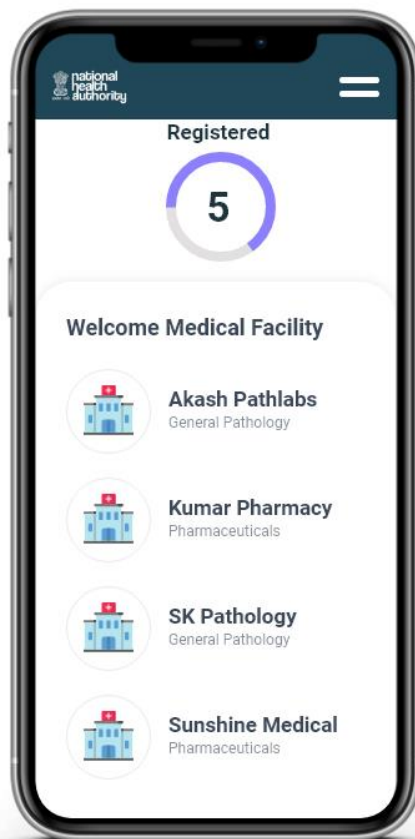 national
health
authority
Registered
5
Welcome Medical Facility
Akash Pathlabs
General Pathology
Kumar Pharmacy
Pharmaceuticals
SK Pathology
General Pathology
Sunshine Medical
Pharmaceuticals